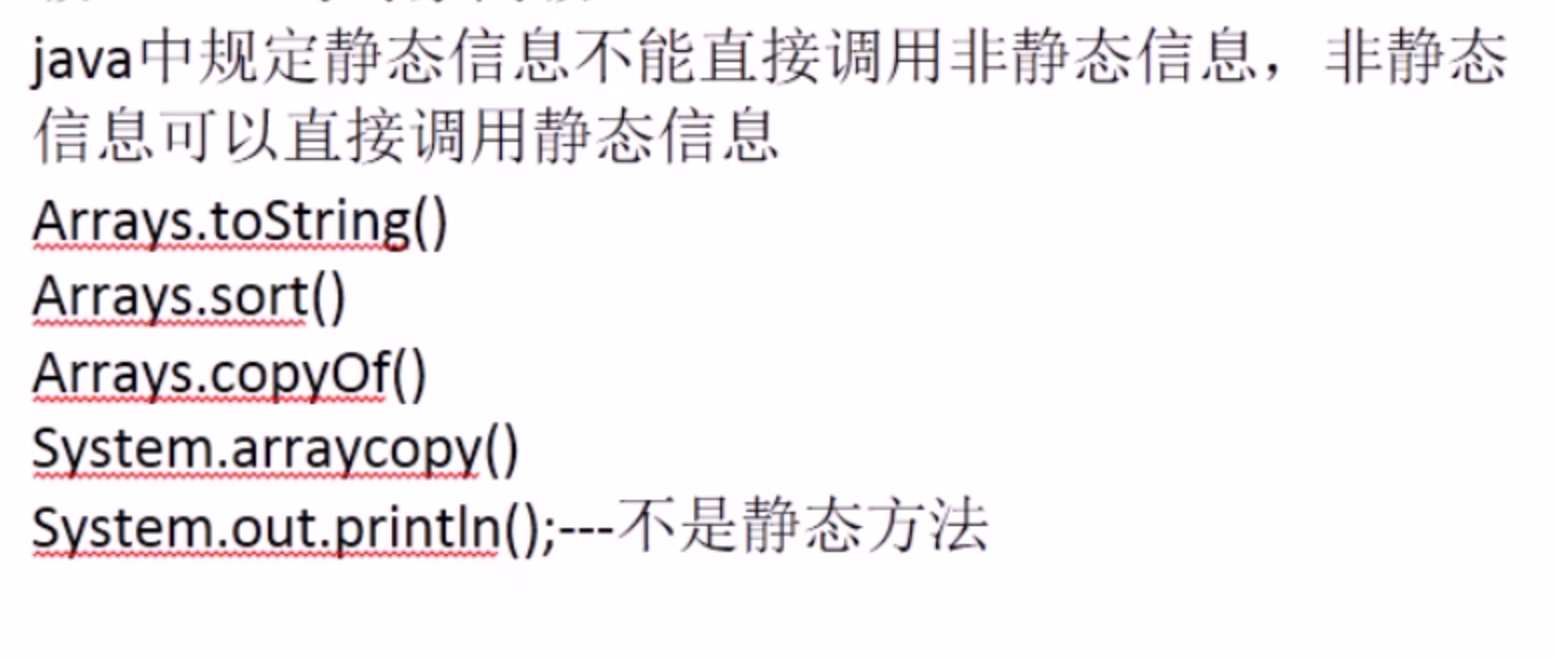 java中规定静态信息不能直接调用非静态信息，非静态
信息可以直接调用静态信息
Arrays.toString()
Arrays.sort()
Arrays.copyOf()
System.arraycopy()
System.out.println();---不是静态方法